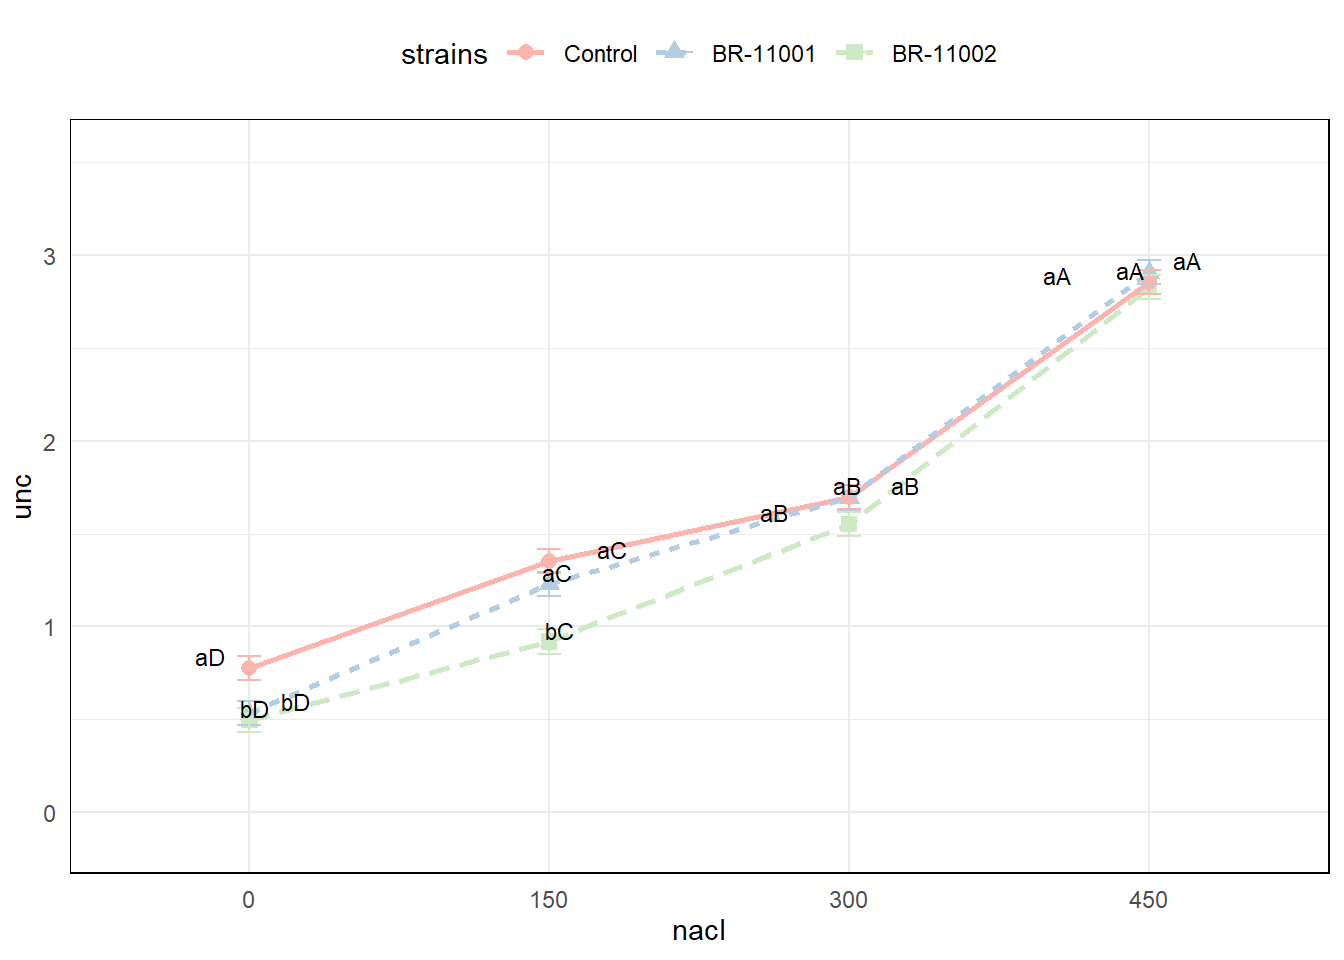 strains Control BR-11001 BR-11002
3
2
1
0
unc
aA aA aA
aB aB
aB
aC
aC
bC
aD
bD bD
0 150 300 450
nacl